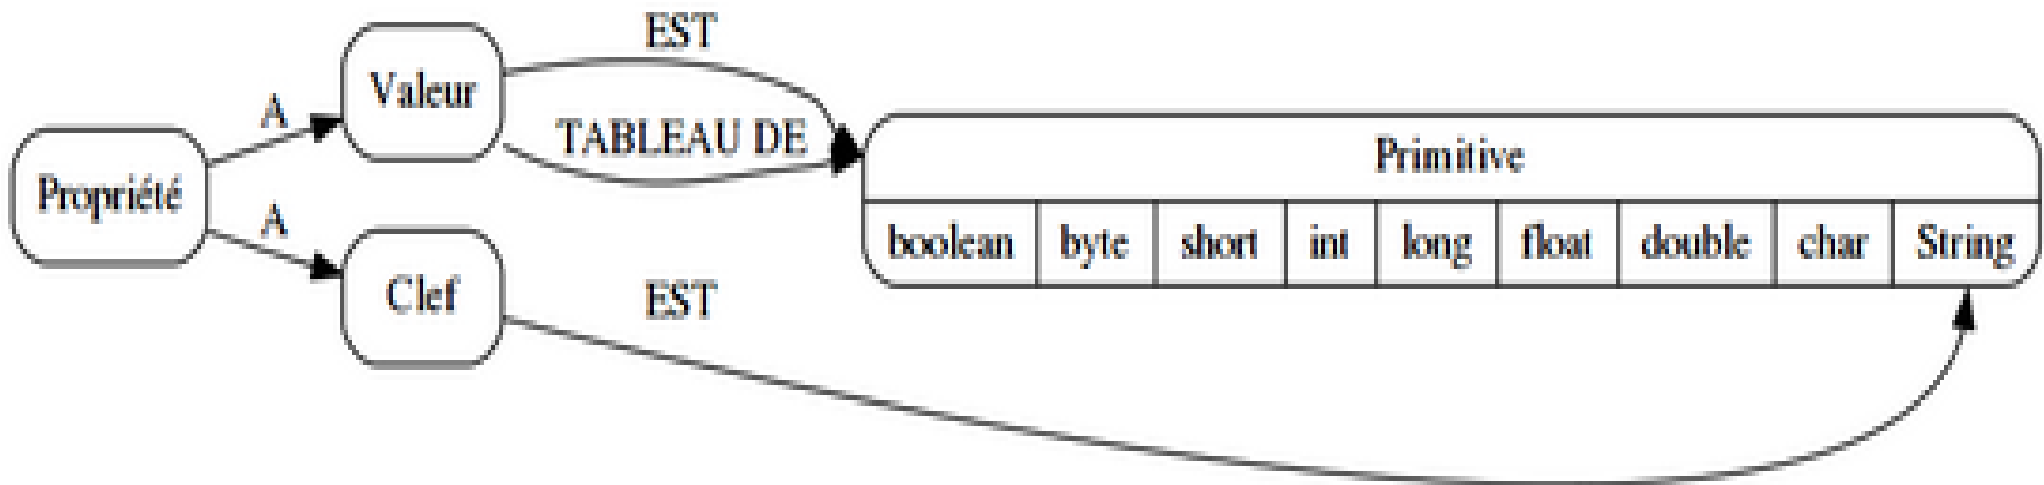 EST
Valeur
A
TABLEAU DE
Primitive
Propriété
A
boolean byte short int long float double char String
Clef
EST